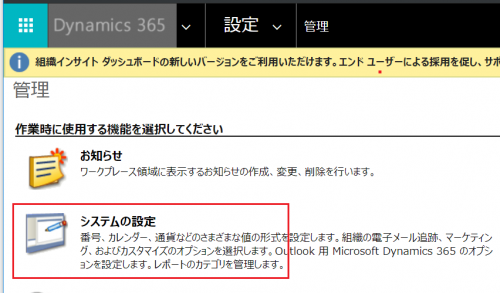 Dynamics 365 設定 管理
組織インサイト ダッシュボードの新しいバージョンをご利用いただけます。エンド ユーザーによる採用を促し、サポ
管理
作業時に使用する機能を選択してください
お知らせ
ワークプレース領域に表示するお知らせの作成、変更、削除を行います。
システムの設定
番号、カレンダー、通貨などのさまざまな値の形式を設定します。組織の電子メール追跡、マーケティン
グ、およびカスタマイズのオプションを選択します。Outlook 用 Microsoft Dynamics 365 のオプシ
ョンを設定します。レポートのカテゴリを管理します。